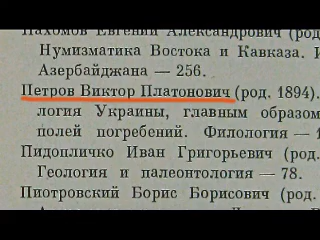 Пахомов Евгений Александрович (род.
Нумизматика Востока и Кавказа. И
Азербайджана — 256.
Петров Виктор Платонович (род. 1894).
логия Украины, главным образом
полей погребений. Филология — 1
Пидопличко Иван Григорьевич (род.
Геология и палеонтология — 78.
Пиотровский Борис Борисович (род.